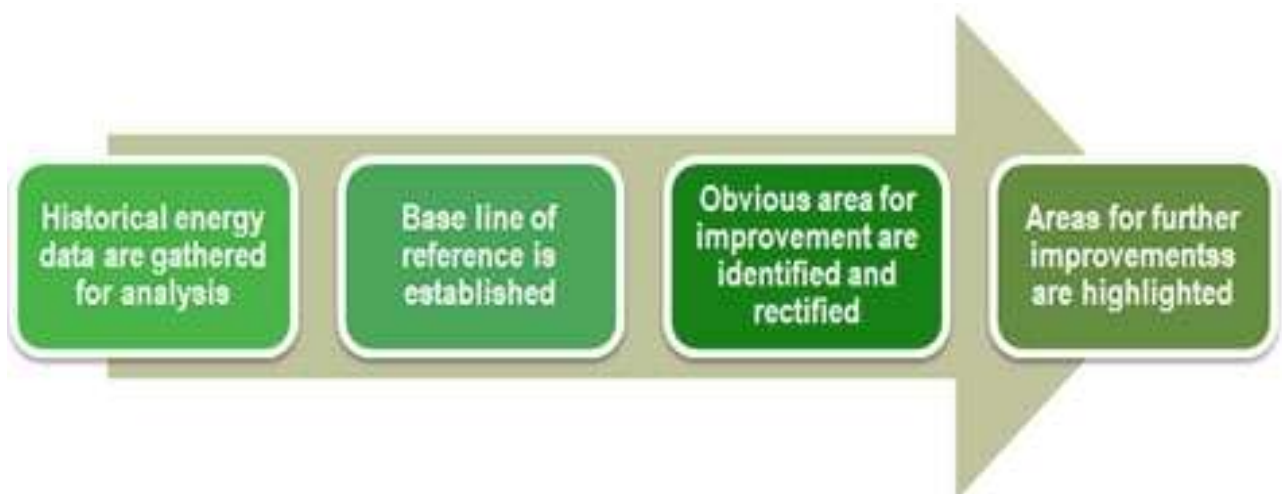 Historical energy
data are gathered
for analysis
Base line of
reference is
established
Obvious area for
improvement are
identified and
rectified
Areas for further
improvementss
are highlighted